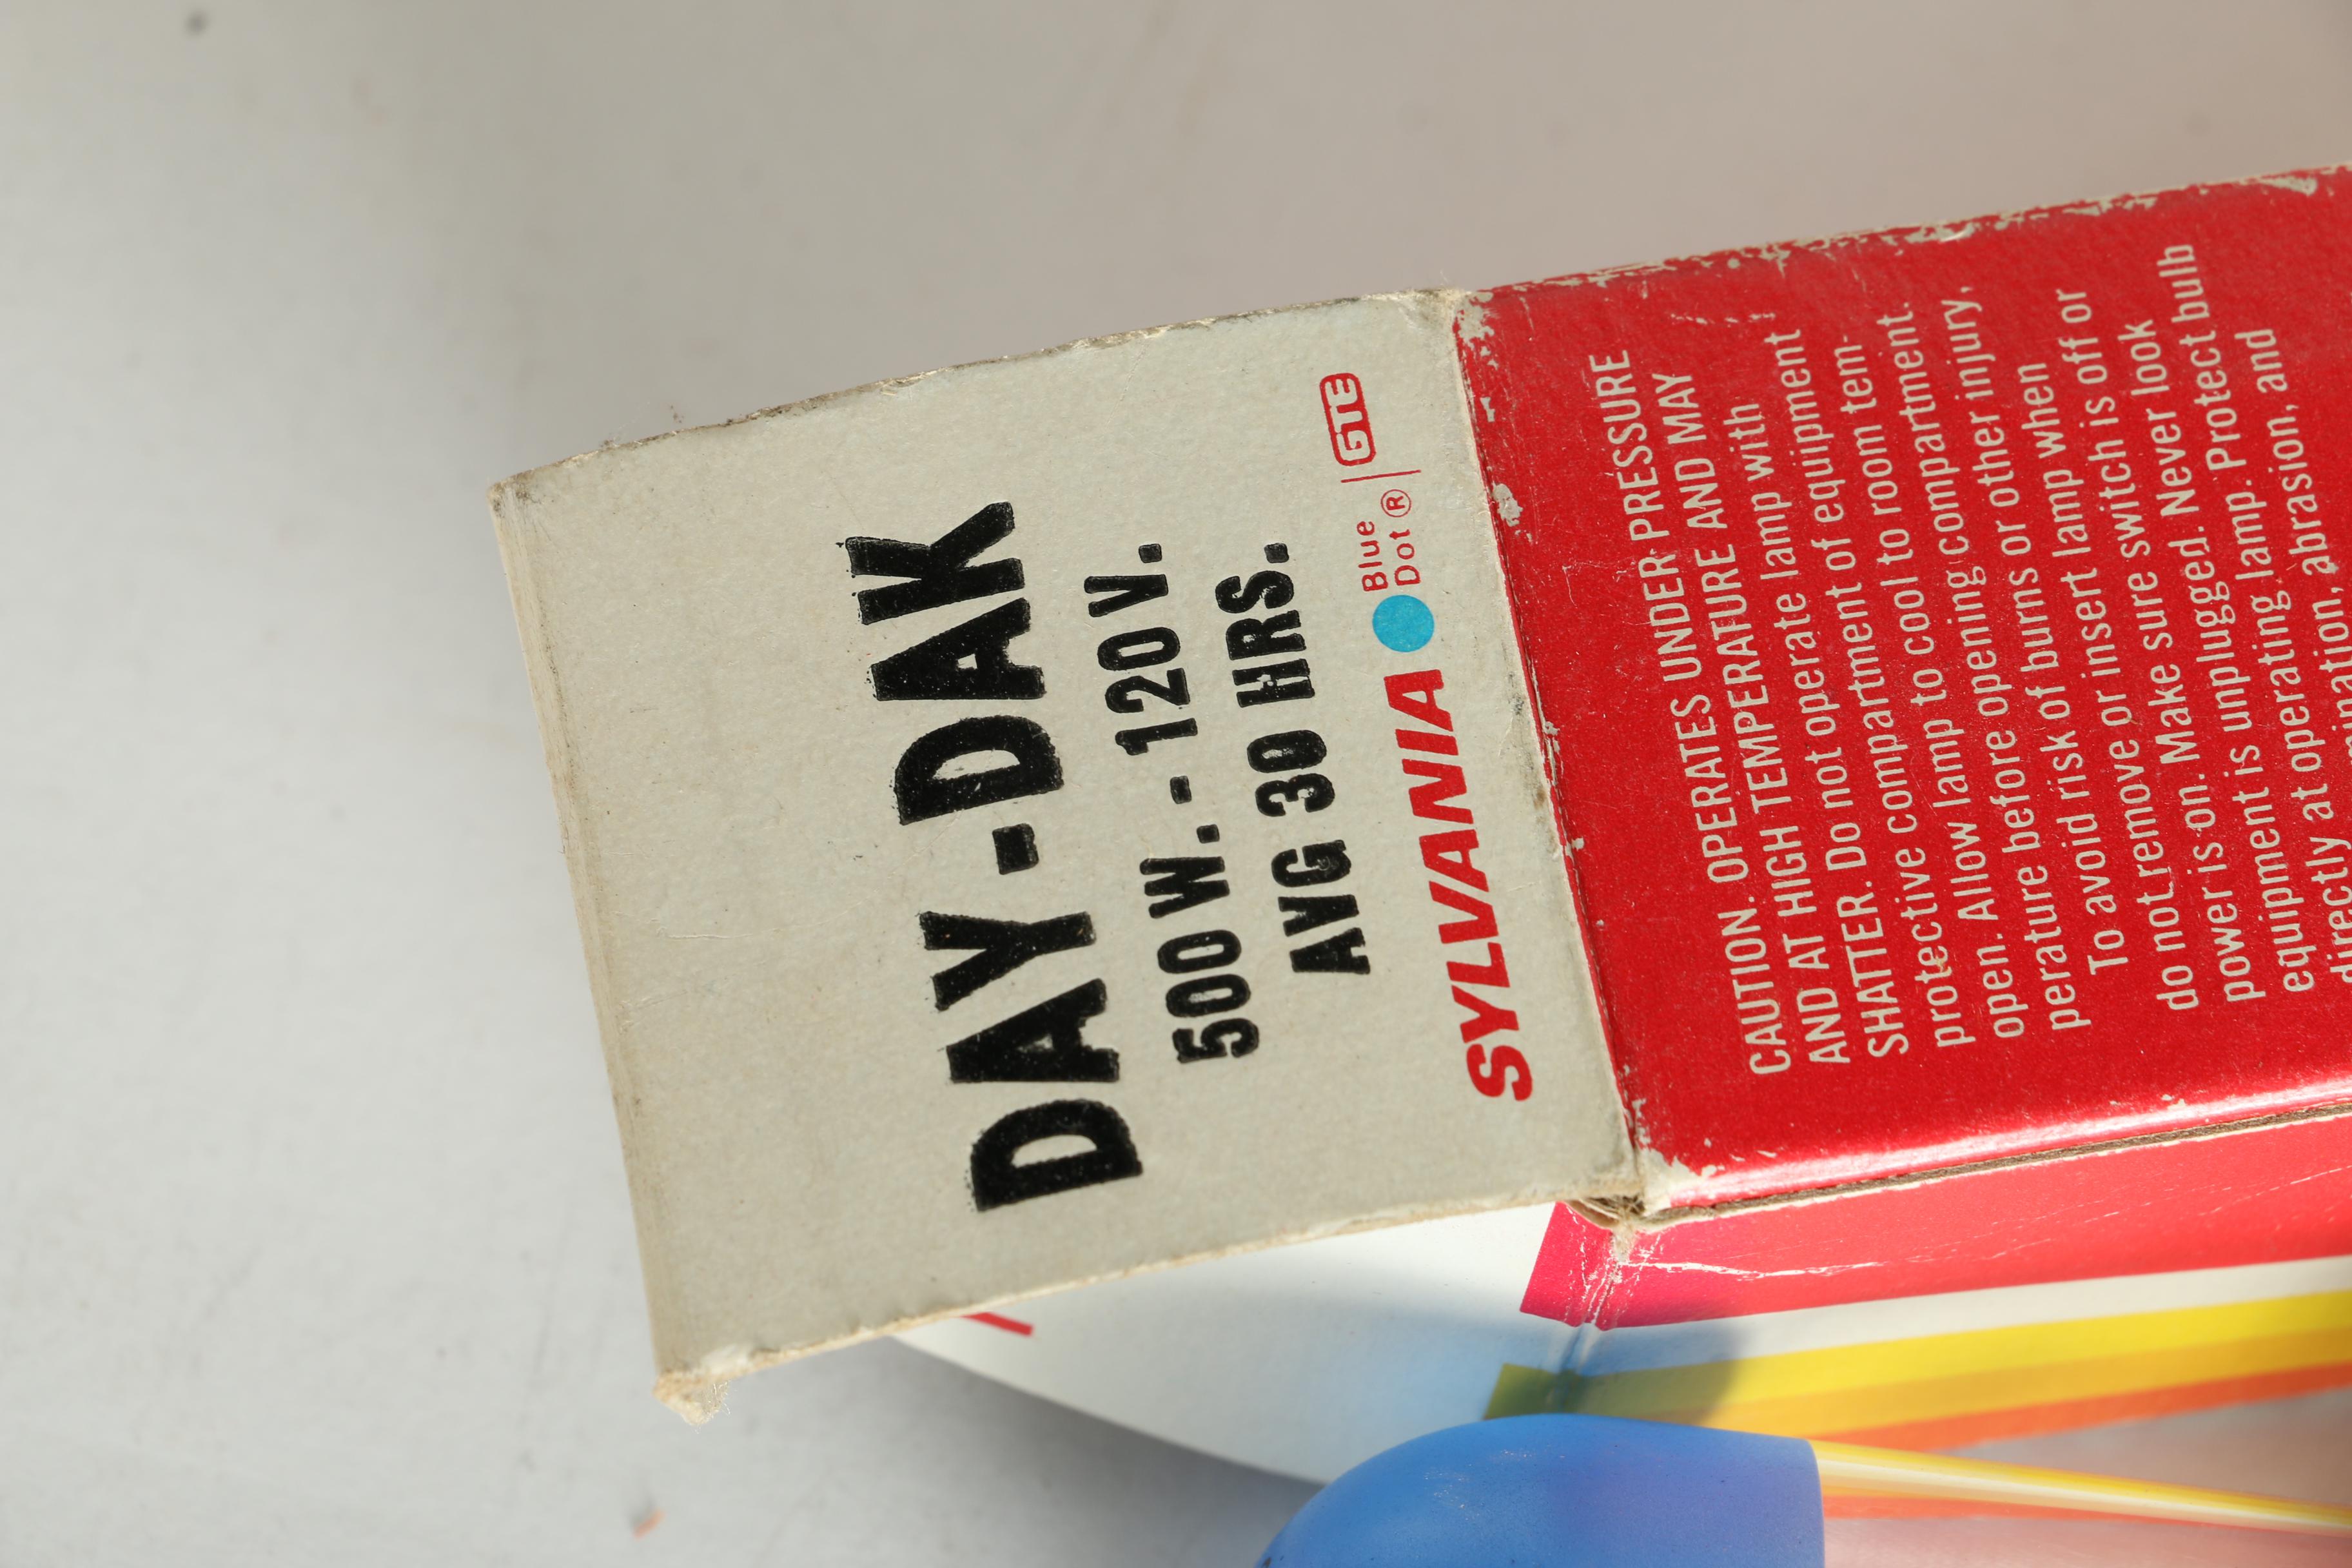 DAY-DAK
500 W. - 120 V.
AVG 30 HRS.
SYLVANIA Blue Dot® | GTE
CAUTION. OPERATES UNDER PRESSURE
AND AT HIGH TEMPERATURE AND MAY
SHATTER. Do not operate lamp with
protective compartment of equipment
open. Allow lamp to cool to room tem-
perature before opening compartment.
To avoid risk of burns or other injury,
do not remove or insert lamp when
power is on. Make sure switch is off or
equipment is unplugged. Never look
directly at operating lamp. Protect bulb
abrasion, and